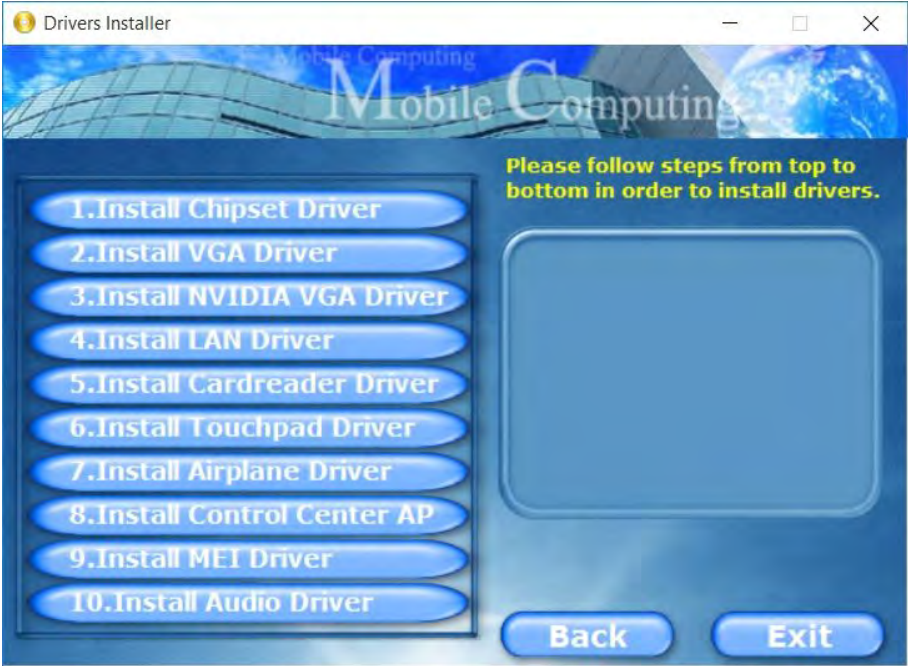 Drivers Installer
Mobile Computing
Mobile Computing
Please follow steps from top to
bottom in order to install drivers.
1.Install Chipset Driver
2.Install VGA Driver
3.Install NVIDIA VGA Driver
4.Install LAN Driver
5.Install Cardreader Driver
6.Install Touchpad Driver
7.Install Airplane Driver
8.Install Control Center AP
9.Install MEI Driver
10.Install Audio Driver
Back
Exit